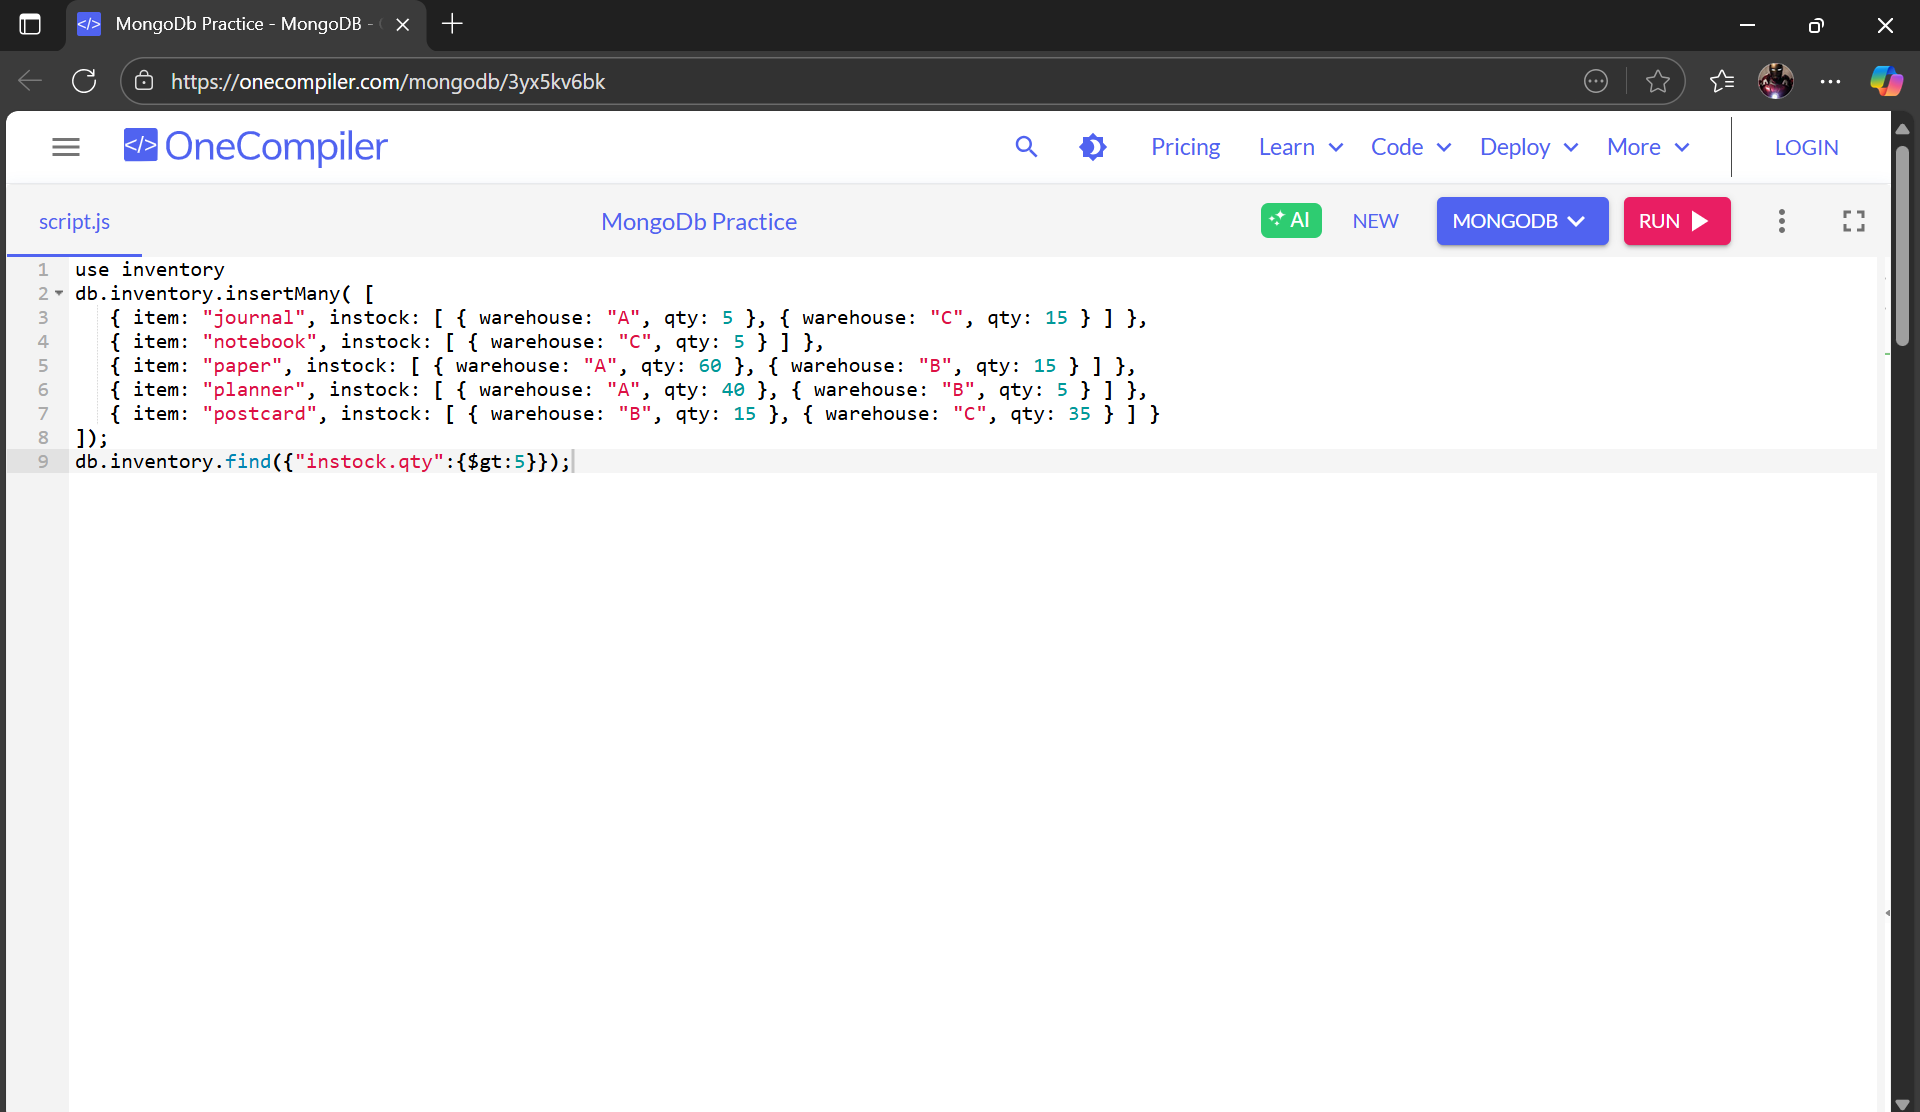 MongoDb Practice - MongoDB -
https://onecompiler.com/mongodb/3yx5kv6bk
</> OneCompiler
Pricing Learn Code Deploy More LOGIN
script.js MongoDb Practice AI NEW MONGODB RUN
1 use inventory
2 db.inventory.insertMany( [
3 { item: "journal", instock: [ { warehouse: "A", qty: 5 }, { warehouse: "C", qty: 15 } ] },
4 { item: "notebook", instock: [ { warehouse: "C", qty: 5 } ] },
5 { item: "paper", instock: [ { warehouse: "A", qty: 60 }, { warehouse: "B", qty: 15 } ] },
6 { item: "planner", instock: [ { warehouse: "A", qty: 40 }, { warehouse: "B", qty: 5 } ] },
7 { item: "postcard", instock: [ { warehouse: "B", qty: 15 }, { warehouse: "C", qty: 35 } ] }
8 ]);
9 db.inventory.find({"instock.qty":{$gt:5}});